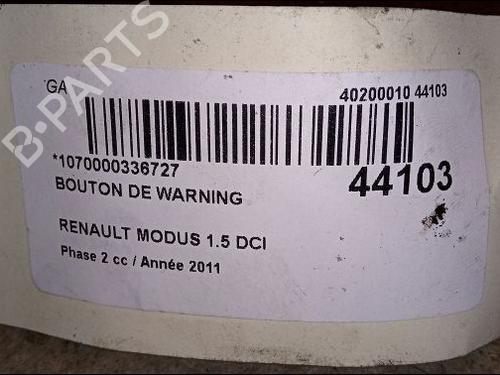 B-PARTS
GA
40200010 44103
*1070000336727
44103
BOUTON DE WARNING
RENAULT MODUS 1.5 DCI
Phase 2 cc / Année 2011